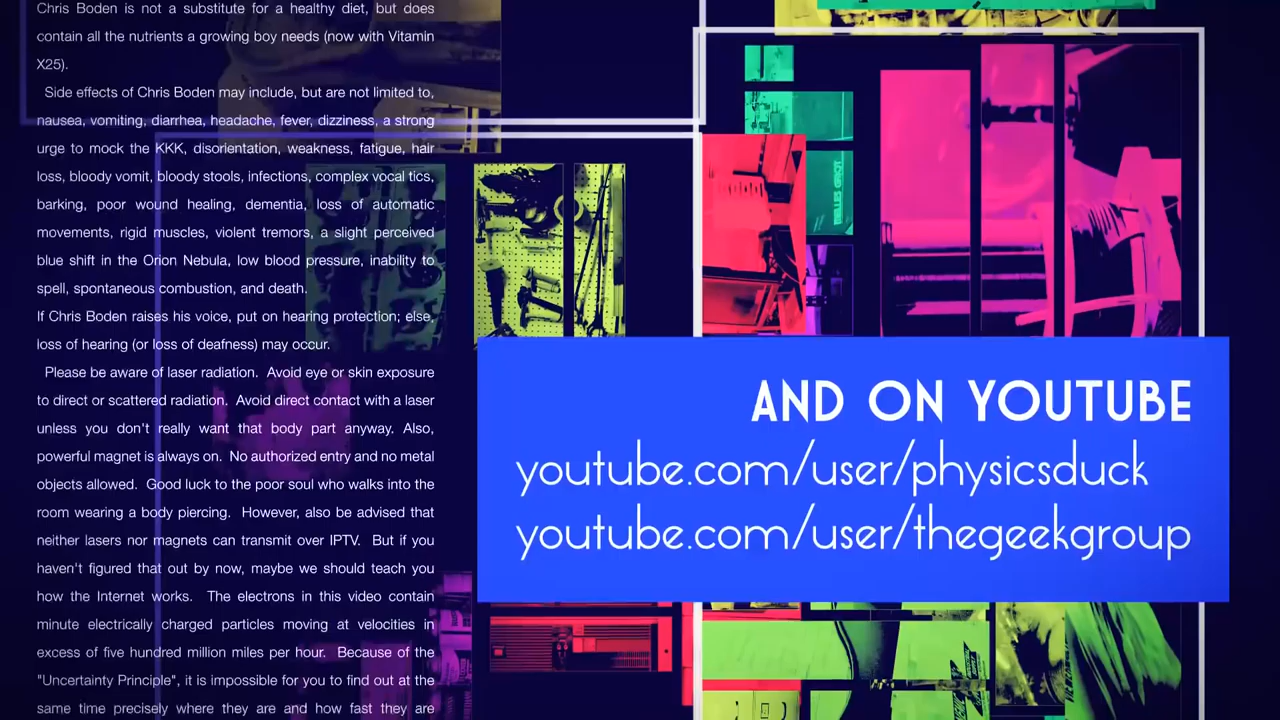 Chris Boden is not a substitute for a healthy diet, but does
contain all the nutrients a growing boy needs (now with Vitamin
X25).
Side effects of Chris Boden may include, but are not limited to,
nausea, vomiting, diarrhea, headache, fever, dizziness, a strong
urge to mock the KKK, disorientation, weakness, fatigue, hair
loss, bloody vomit, bloody stools, infections, complex vocal tics,
barking, poor wound healing, dementia, loss of automatic
movements, rigid muscles, violent tremors, a slight perceived
blue shift in the Orion Nebula, low blood pressure, inability to
spell, spontaneous combustion, and death.
If Chris Boden raises his voice, put on hearing protection; else,
loss of hearing (or loss of deafness) may occur.
Please be aware of laser radiation. Avoid eye or skin exposure
to direct or scattered radiation. Avoid direct contact with a laser
unless you don't really want that body part anyway. Also,
powerful magnet is always on. No authorized entry and no metal
objects allowed. Good luck to the poor soul who walks into the
room wearing a body piercing. However, also be advised that
neither lasers nor magnets can transmit over IPTV. But if you
haven't figured that out by now, maybe we should teach you
how the Internet works. The electrons in this video contain
minute electrically charged particles moving at velocities in
excess of five hundred million miles per hour. Because of the
"Uncertainty Principle", it is impossible for you to find out at the
same time precisely where they are and how fast they are
AND ON YOUTUBE
youtube.com/user/physicsduck
youtube.com/user/thegeekgroup